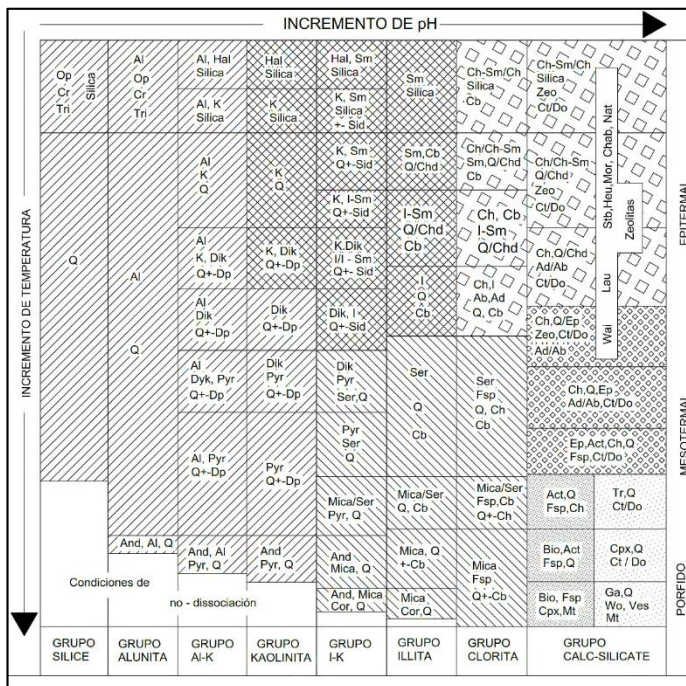 INCREMENTO DE pH
INCREMENTO DE TEMPERATURA
Op
Cr
Tri
Silica
Q
Condiciones de
no - dissociación
Al
Op
Cr
Tri
Al
Q
And, Al, Q
Al, Hal
Silica
Al, K
Silica
Al
K
Q
Al
K, Dik
Q+-Dp
Al
Dik
Q+-Dp
Al
Dyk, Pyr
Q+-Dp
Al, Pyr
Q+-Dp
And, Al
Pyr, Q
Hal
Silica
K
Silica
K
Q
K, Dik
Q+-Dp
Dik
Q+-Dp
Dik
Pyr
Q+-Dp
Pyr
Q+-Dp
And
Pyr, Q
Hal, Sm
Silica
K, Sm
Silica
+- Sid
K, Sm
Q+-Sid
K, I-Sm
Q+-Sid
K.Dik
I/I - Sm
Q+- Sid
Dik, I
Q+-Sid
Dik
Pyr
Ser,Q
Pyr
Ser
Q
Mica/Ser
Pyr, Q
And
Mica, Q
And, Mica
Cor, Q
Sm
Silica
Sm,Cb
Q/Chd
I-Sm
Q/Chd
Cb
I
Q
Cb
Ser
Q
Cb
Mica/Ser
Q, Cb
Mica, Q
+-Cb
Mica
Cor,Q
Ch-Sm/Ch
Silica
Cb
Ch/Ch-Sm
Sm,Q/Chd
Cb
Ch, Cb
I-Sm
Q/Chd
Ch,I
Ab,Ad
Q, Cb
Ser
Fsp
Q, Ch
Cb
Mica/Ser
Fsp,Cb
Q+-Ch
Mica
Fsp
Q+-Cb
Ch-Sm/Ch
Silica
Zeo
Ct/Do
Ch/Ch-Sm
Q/Chd
Zeo
Ct/Do
Ch,Q/Chd
Ad/Ab
Ct/Do
Ch,Q/Ep
Zeo,Ct/Do
Ad/Ab
Ch,Q,Ep
Ad/Ab,Ct/Do
Ep,Act,Ch,Q
Fsp,Ct/Do
Act,Q
Fsp,Ch
Tr,Q
Ct/Do
Bio,Act
Fsp,Q
Cpx,Q
Ct / Do
Bio, Fsp
Cpx,Mt
Ga,Q
Wo, Ves
Mt
Stb,Heu,Mor, Chab, Nat
Zeolitas
Lau
Wai
EPITERMAL
MESOTERMAL
PORFIDO
GRUPO
SILICE
GRUPO
ALUNITA
GRUPO
Al-K
GRUPO
KAOLINITA
GRUPO
I-K
GRUPO
ILLITA
GRUPO
CLORITA
GRUPO
CALC-SILICATE